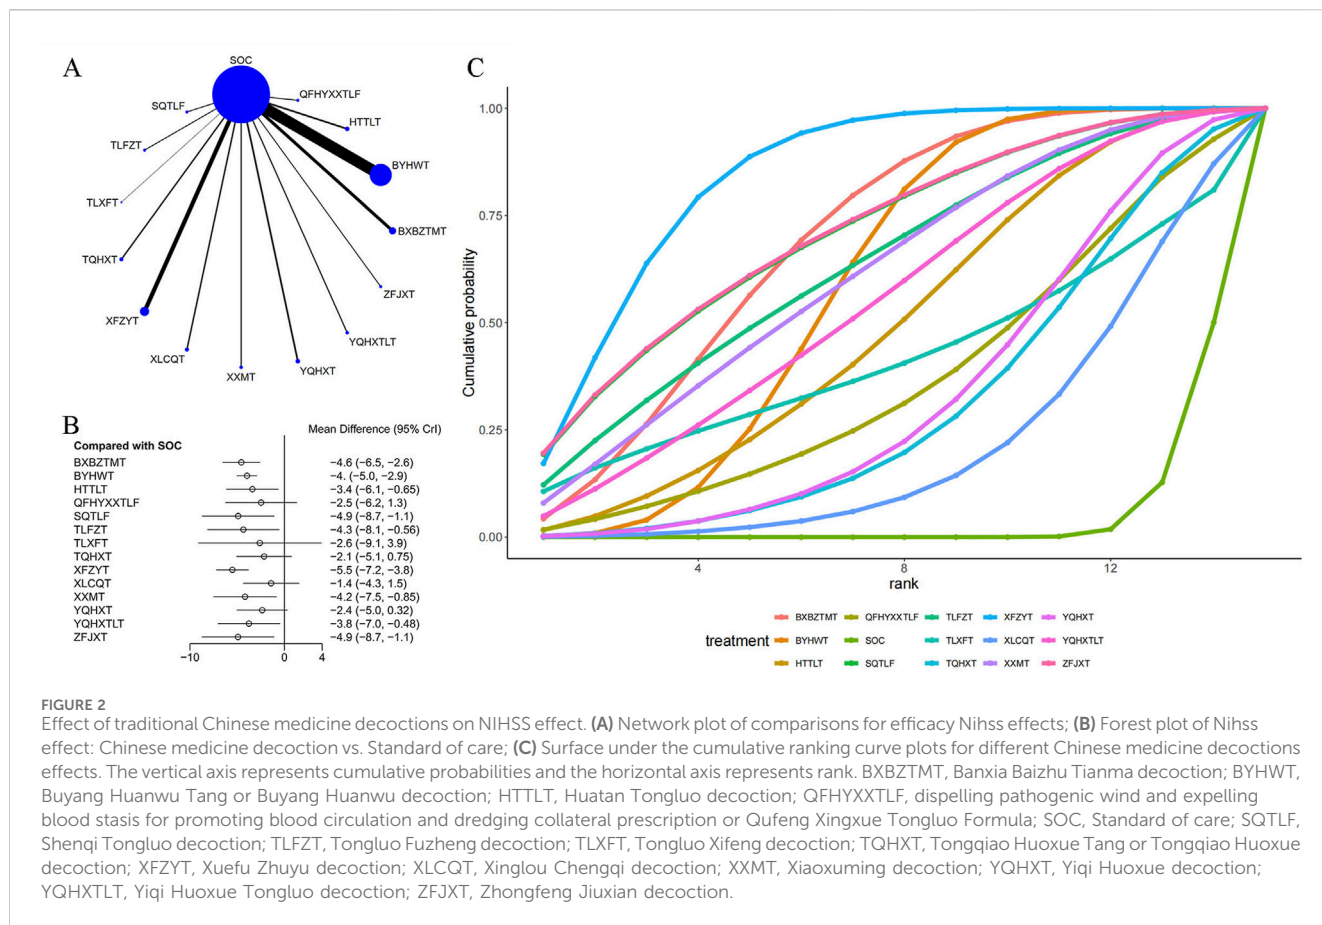 A
SOC
QFHYXXTLF
SQTLF
HTTLT
TLFZT
BYHWT
TLXFT
BXBZTMT
TQHXT
ZFJXT
XFZYT
YQHXTLT
XLCQT
XXMT
YQHXT
B
Mean Difference (95% CrI)
Compared with SOC
BXBZTMT −4.6 (−6.5, −2.6)
BYHWT −4. (−5.0, −2.9)
HTTLT −3.4 (−6.1, −0.65)
QFHYXXTLF −2.5 (−6.2, 1.3)
SQTLF −4.9 (−8.7, −1.1)
TLFZT −4.3 (−8.1, −0.56)
TLXFT −2.6 (−9.1, 3.9)
TQHXT −2.1 (−5.1, 0.75)
XFZYT −5.5 (−7.2, −3.8)
XLCQT −1.4 (−4.3, 1.5)
XXMT −4.2 (−7.5, −0.85)
YQHXT −2.4 (−5.0, 0.32)
YQHXTLT −3.8 (−7.0, −0.48)
ZFJXT −4.9 (−8.7, −1.1)
−10 0 4
C
1.00
0.75
0.50
0.25
0.00
Cumulative probability
4 8 12
rank
treatment
BXBZTMT QFHYXXTLF TLFZT XFZYT YQHXT
BYHWT SOC TLXFT XLCQT YQHXTLT
HTTLT SQTLF TQHXT XXMT ZFJXT
FIGURE 2
Effect of traditional Chinese medicine decoctions on NIHSS effect. (A) Network plot of comparisons for efficacy Nihss effects; (B) Forest plot of Nihss
effect: Chinese medicine decoction vs. Standard of care; (C) Surface under the cumulative ranking curve plots for different Chinese medicine decoctions
effects. The vertical axis represents cumulative probabilities and the horizontal axis represents rank. BXBZTMT, Banxia Baizhu Tianma decoction; BYHWT,
Buyang Huanwu Tang or Buyang Huanwu decoction; HTTLT, Huatan Tongluo decoction; QFHYXXTLF, dispelling pathogenic wind and expelling
blood stasis for promoting blood circulation and dredging collateral prescription or Qufeng Xingxue Tongluo Formula; SOC, Standard of care; SQTLF,
Shenqi Tongluo decoction; TLFZT, Tongluo Fuzheng decoction; TLXFT, Tongluo Xifeng decoction; TQHXT, Tongqiao Huoxue Tang or Tongqiao Huoxue
decoction; XFZYT, Xuefu Zhuyu decoction; XLCQT, Xinglou Chengqi decoction; XXMT, Xiaoxuming decoction; YQHXT, Yiqi Huoxue decoction;
YQHXTLT, Yiqi Huoxue Tongluo decoction; ZFJXT, Zhongfeng Jiuxian decoction.